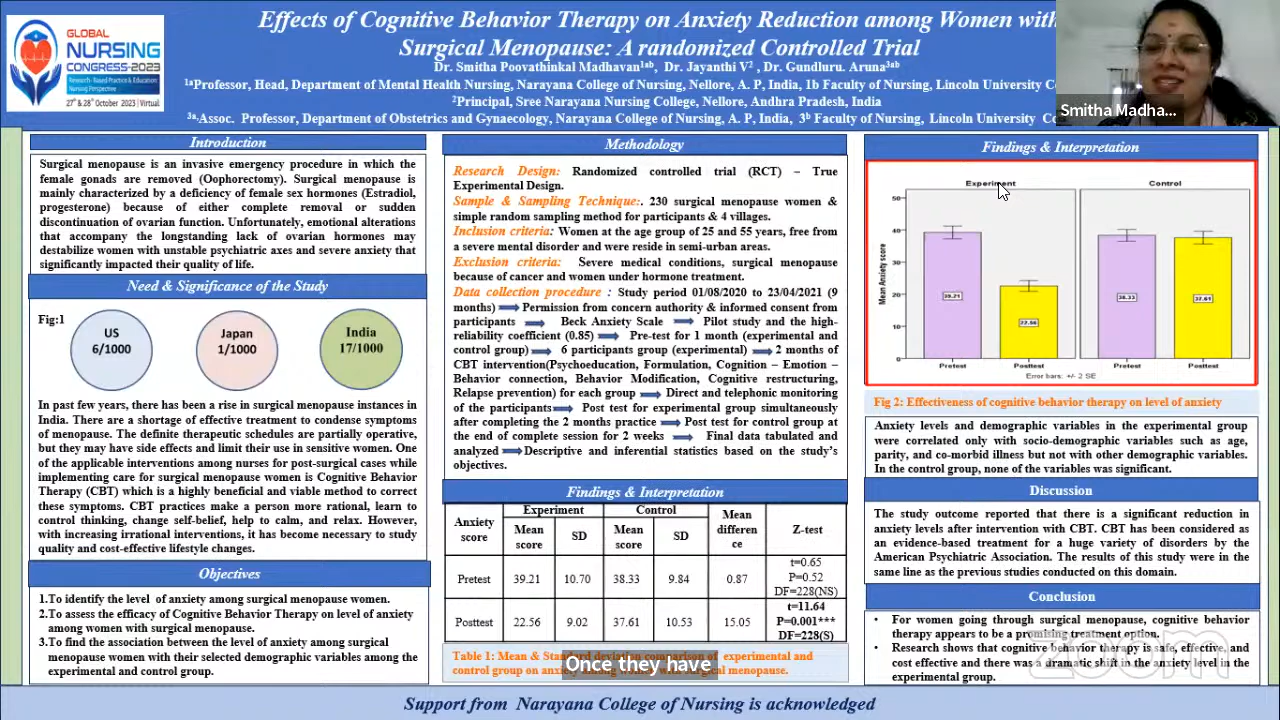 GLOBAL
NURSING
CONGRESS-2023
Research- Based Practice & Education:
Nursing Perspective
27th & 28th October 2023 | Virtual
Effects of Cognitive Behavior Therapy on Anxiety Reduction among Women with
Surgical Menopause: A randomized Controlled Trial
Dr. Smitha Poovathinkal Madhavan1ab, Dr. Jayanthi V2 , Dr. Gundluru. Aruna3ab
1aProfessor, Head, Department of Mental Health Nursing, Narayana College of Nursing, Nellore, A. P, India, 1b Faculty of Nursing, Lincoln University
2Principal, Sree Narayana Nursing College, Nellore, Andhra Pradesh, India
3a.Assoc. Professor, Department of Obstetrics and Gynaecology, Narayana College of Nursing, A. P, India, 3b Faculty of Nursing, Lincoln University
Smitha Madha...
Introduction
Surgical menopause is an invasive emergency procedure in which the
female gonads are removed (Oophorectomy). Surgical menopause is
mainly characterized by a deficiency of female sex hormones (Estradiol,
progesterone) because of either complete removal or sudden
discontinuation of ovarian function. Unfortunately, emotional alterations
that accompany the longstanding lack of ovarian hormones may
destabilize women with unstable psychiatric axes and severe anxiety that
significantly impacted their quality of life.
Need & Significance of the Study
Fig:1
US
6/1000
Japan
1/1000
India
17/1000
In past few years, there has been a rise in surgical menopause instances in
India. There are a shortage of effective treatment to condense symptoms
of menopause. The definite therapeutic schedules are partially operative,
but they may have side effects and limit their use in sensitive women. One
of the applicable interventions among nurses for post-surgical cases while
implementing care for surgical menopause women is Cognitive Behavior
Therapy (CBT) which is a highly beneficial and viable method to correct
these symptoms. CBT practices make a person more rational, learn to
control thinking, change self-belief, help to calm, and relax. However,
with increasing irrational interventions, it has become necessary to study
quality and cost-effective lifestyle changes.
Objectives
1.To identify the level of anxiety among surgical menopause women.
2.To assess the efficacy of Cognitive Behavior Therapy on level of anxiety
among women with surgical menopause.
3.To find the association between the level of anxiety among surgical
menopause women with their selected demographic variables among the
experimental and control group.
Methodology
Research Design: Randomized controlled trial (RCT) – True
Experimental Design.
Sample & Sampling Technique:. 230 surgical menopause women &
simple random sampling method for participants & 4 villages.
Inclusion criteria: Women at the age group of 25 and 55 years, free from
a severe mental disorder and were reside in semi-urban areas.
Exclusion criteria: Severe medical conditions, surgical menopause
because of cancer and women under hormone treatment.
Data collection procedure : Study period 01/08/2020 to 23/04/2021 (9
months) Permission from concern authority & informed consent from
participants Beck Anxiety Scale Pilot study and the high-
reliability coefficient (0.85) Pre-test for 1 month (experimental and
control group) 6 participants group (experimental) 2 months of
CBT intervention(Psychoeducation, Formulation, Cognition – Emotion –
Behavior connection, Behavior Modification, Cognitive restructuring,
Relapse prevention) for each group Direct and telephonic monitoring
of the participants Post test for experimental group simultaneously
after completing the 2 months practice Post test for control group at
the end of complete session for 2 weeks Final data tabulated and
analyzed Descriptive and inferential statistics based on the study's
objectives.
Findings & Interpretation
Anxiety score Experiment Control Mean differen ce Z-test
Mean score SD Mean score SD
Pretest 39.21 10.70 38.33 9.84 0.87 t=0.65 P=0.52 DF=228(NS)
Posttest 22.56 9.02 37.61 10.53 15.05 t=11.64 P=0.001*** DF=228(S)
Table 1: Mean & Standard deviation comparison of experimental and
control group on anxiety among women with surgical menopause.
Once they have
Findings & Interpretation
Experiment Control
Mean Anxiety score
50
40
30
20
10
0
39.21
22.56
38.33
37.61
Pretest Posttest Pretest Posttest
Error bars: +/- 2 SE
Fig 2: Effectiveness of cognitive behavior therapy on level of anxiety
Anxiety levels and demographic variables in the experimental group
were correlated only with socio-demographic variables such as age,
parity, and co-morbid illness but not with other demographic variables.
In the control group, none of the variables was significant.
Discussion
The study outcome reported that there is a significant reduction in
anxiety levels after intervention with CBT. CBT has been considered as
an evidence-based treatment for a huge variety of disorders by the
American Psychiatric Association. The results of this study were in the
same line as the previous studies conducted on this domain.
Conclusion
• For women going through surgical menopause, cognitive behavior
therapy appears to be a promising treatment option.
• Research shows that cognitive behavior therapy is safe, effective, and
cost effective and there was a dramatic shift in the anxiety level in the
experimental group.
zoom
Support from Narayana College of Nursing is acknowledged